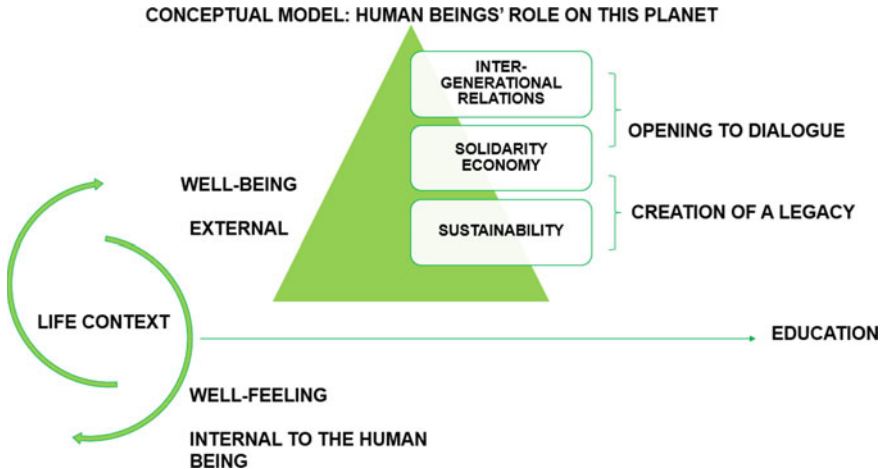 CONCEPTUAL MODEL: HUMAN BEINGS’ ROLE ON THIS PLANET
INTER-
GENERATIONAL
RELATIONS
OPENING TO DIALOGUE
SOLIDARITY
ECONOMY
WELL-BEING
CREATION OF A LEGACY
EXTERNAL
SUSTAINABILITY
LIFE CONTEXT
EDUCATION
WELL-FEELING
INTERNAL TO THE HUMAN
BEING